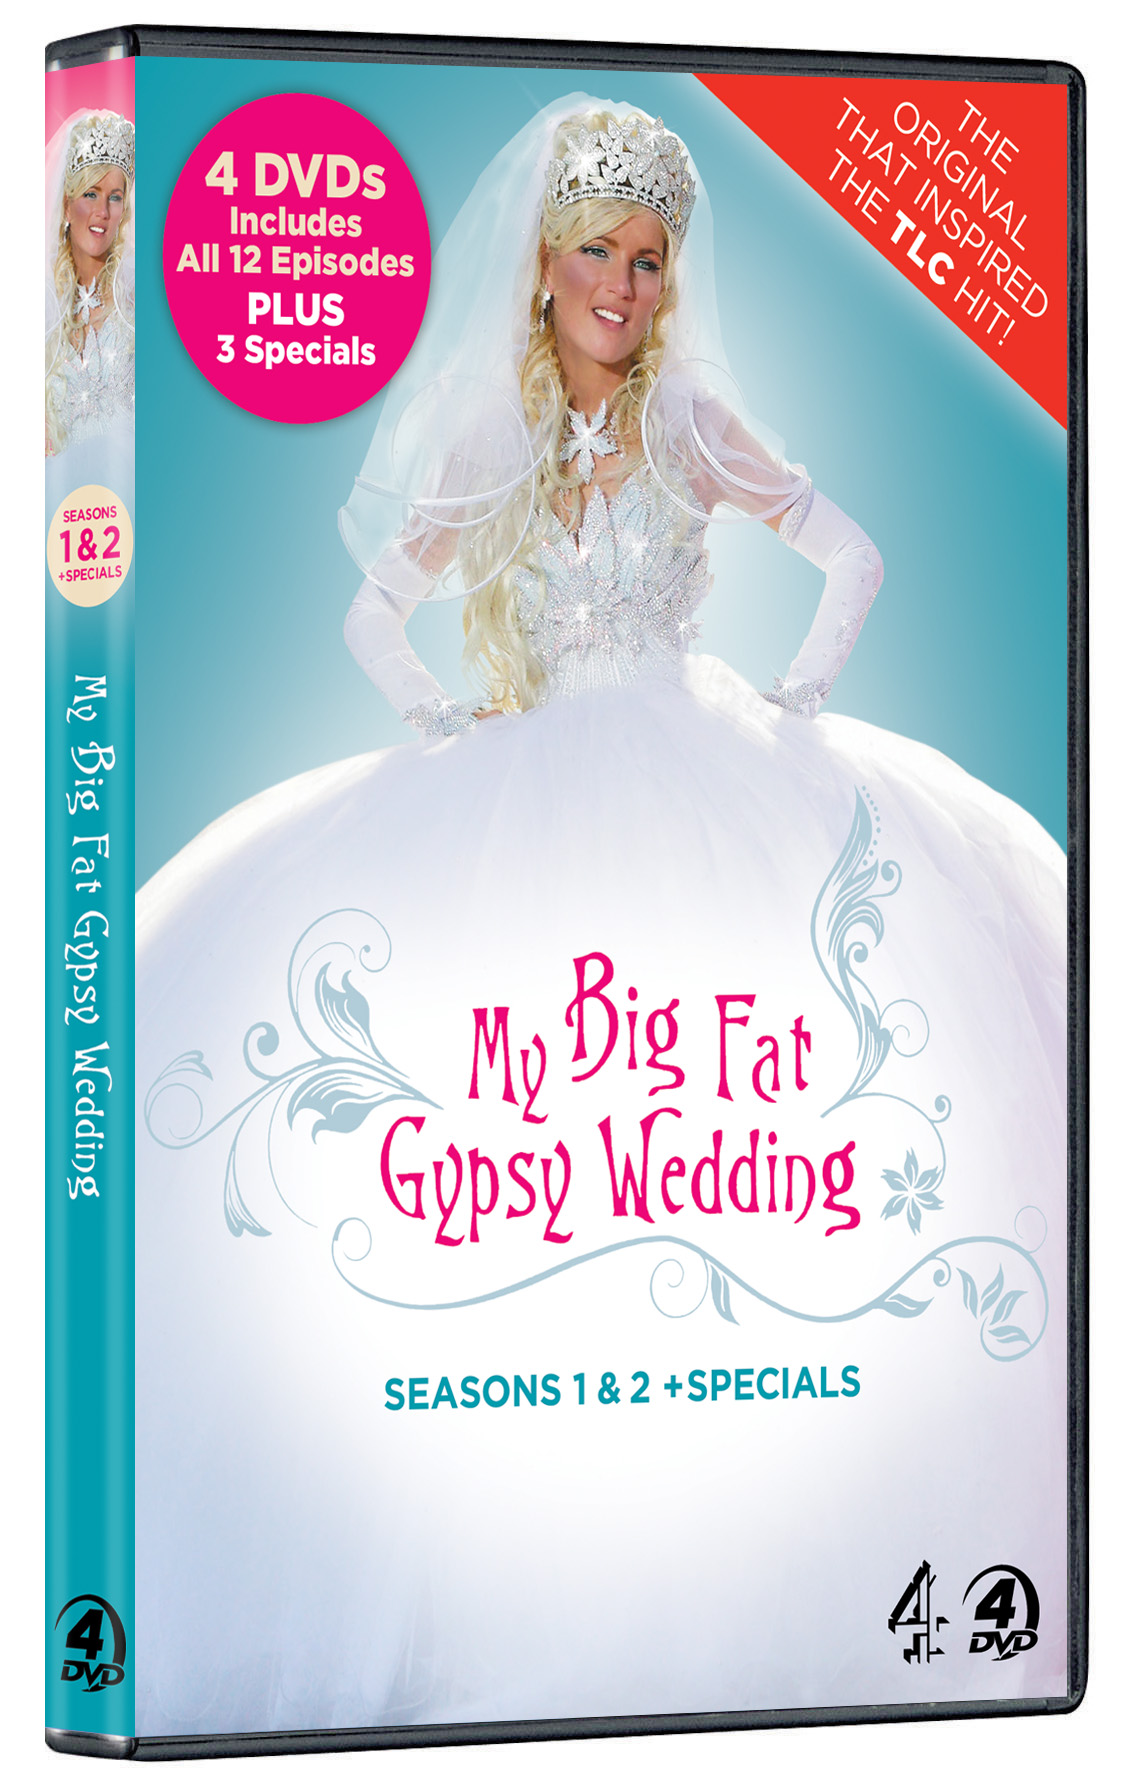 4 DVDs
Includes
All 12 Episodes
PLUS
3 Specials
THE
ORIGINAL
THAT INSPIRED
THE TLC HIT!
My Big Fat
Gypsy Wedding
SEASONS 1 & 2 +SPECIALS
4
4
DVD
SEASONS
1&2
+SPECIALS
My Big Fat Gypsy Wedding
4
DVD